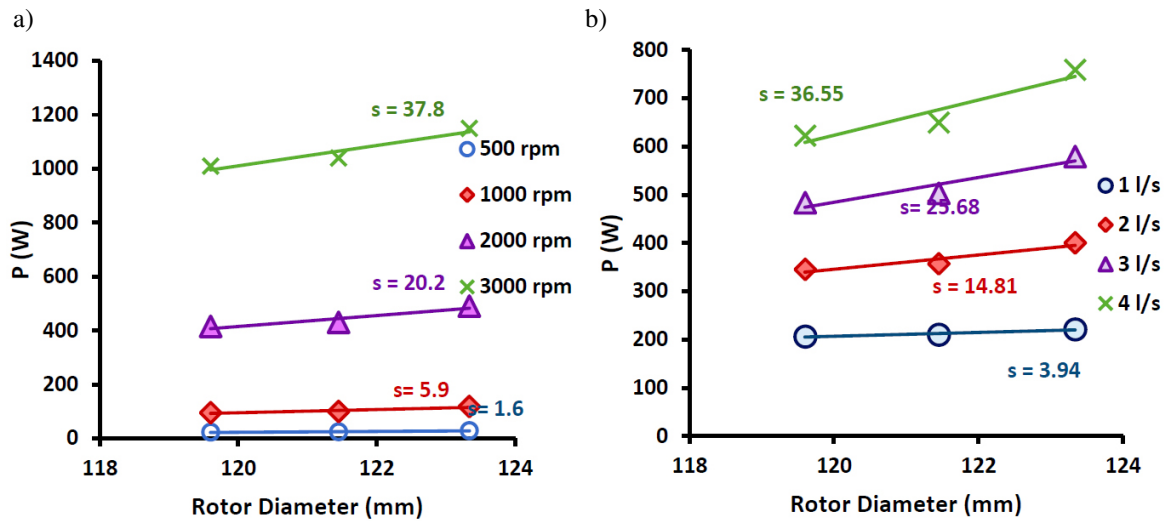 a)
1400
1200
1000
800
600
400
200
0
118
120
122
124
P (W)
Rotor Diameter (mm)
s = 37.8
s = 20.2
s= 5.9
s = 1.6
500 rpm
1000 rpm
2000 rpm
3000 rpm
b)
800
700
600
500
400
300
200
100
0
118
120
122
124
P (W)
Rotor Diameter (mm)
s = 36.55
s= 25.68
s = 14.81
s = 3.94
1 l/s
2 l/s
3 l/s
4 l/s